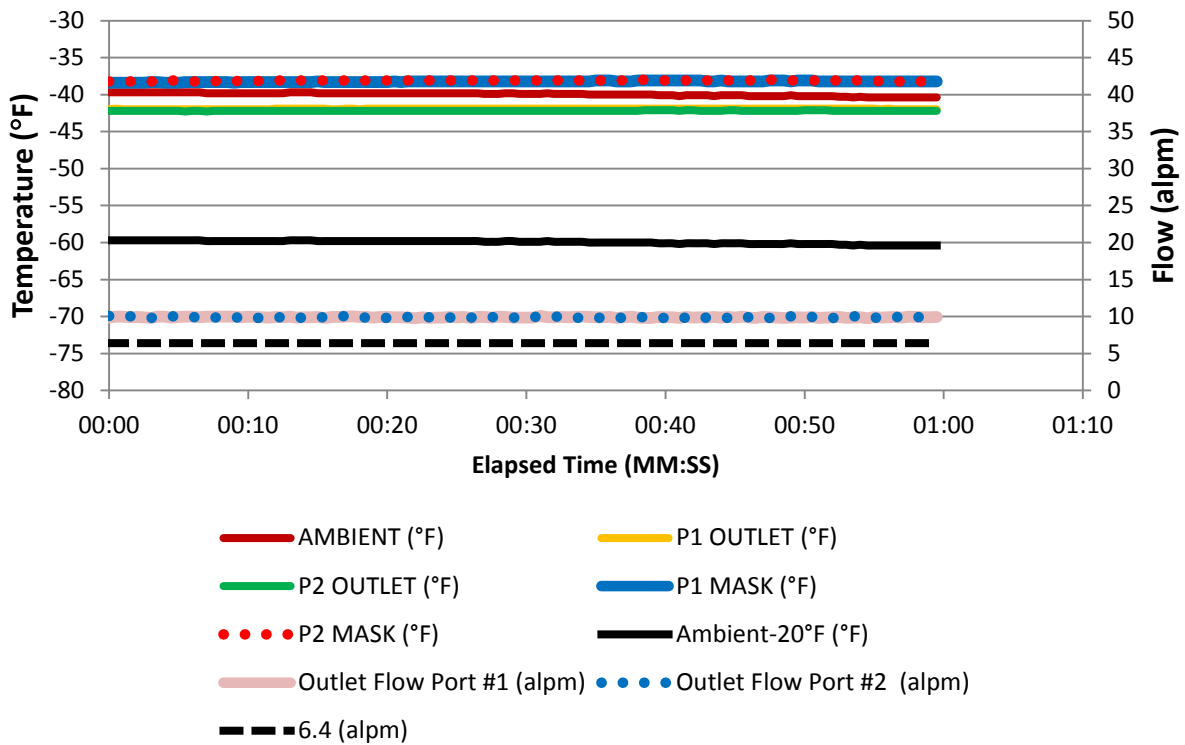 -30
-35
-40
-45
-50
-55
-60
-65
-70
-75
-80
Temperature (°F)
50
45
40
35
30
25
20
15
10
5
0
Flow (alpm)
00:00 00:10 00:20 00:30 00:40 00:50 01:00 01:10
Elapsed Time (MM:SS)
AMBIENT (°F) P1 OUTLET (°F)
P2 OUTLET (°F) P1 MASK (°F)
P2 MASK (°F) Ambient-20°F (°F)
Outlet Flow Port #1 (alpm) Outlet Flow Port #2 (alpm)
6.4 (alpm)